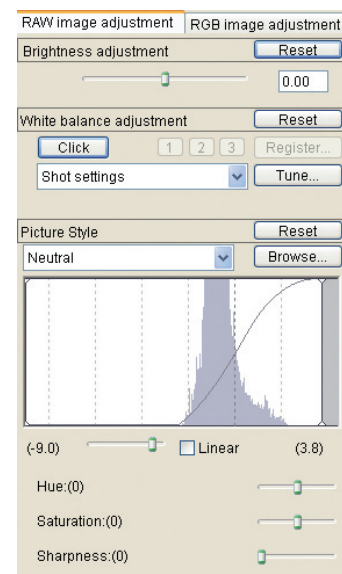 RAW image adjustment RGB image adjustment
Brightness adjustment Reset
0.00
White balance adjustment Reset
Click 1 2 3 Register...
Shot settings Tune...
Picture Style Reset
Neutral Browse...
(-9.0) Linear (3.8)
Hue:(0)
Saturation:(0)
Sharpness:(0)